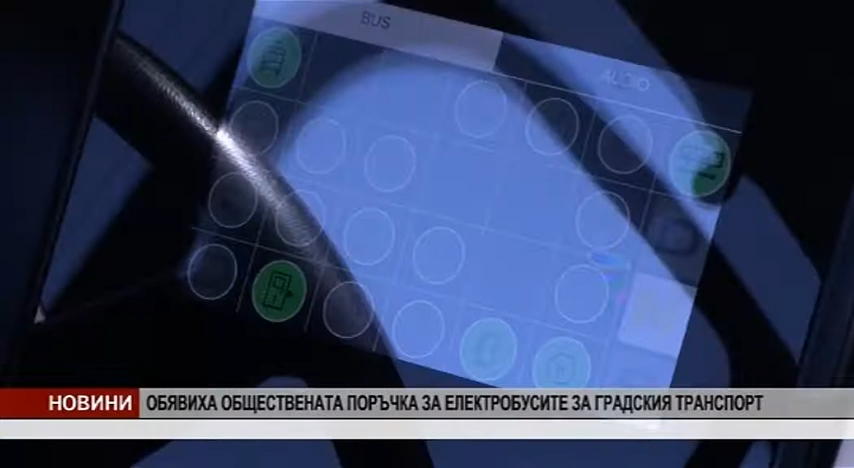 BUS
AUDIO
НОВИНИ
ОБЯВИХА ОБЩЕСТВЕНАТА ПОРЪЧКА ЗА ЕЛЕКТРОБУСИТЕ ЗА ГРАДСКИЯ ТРАНСПОРТ